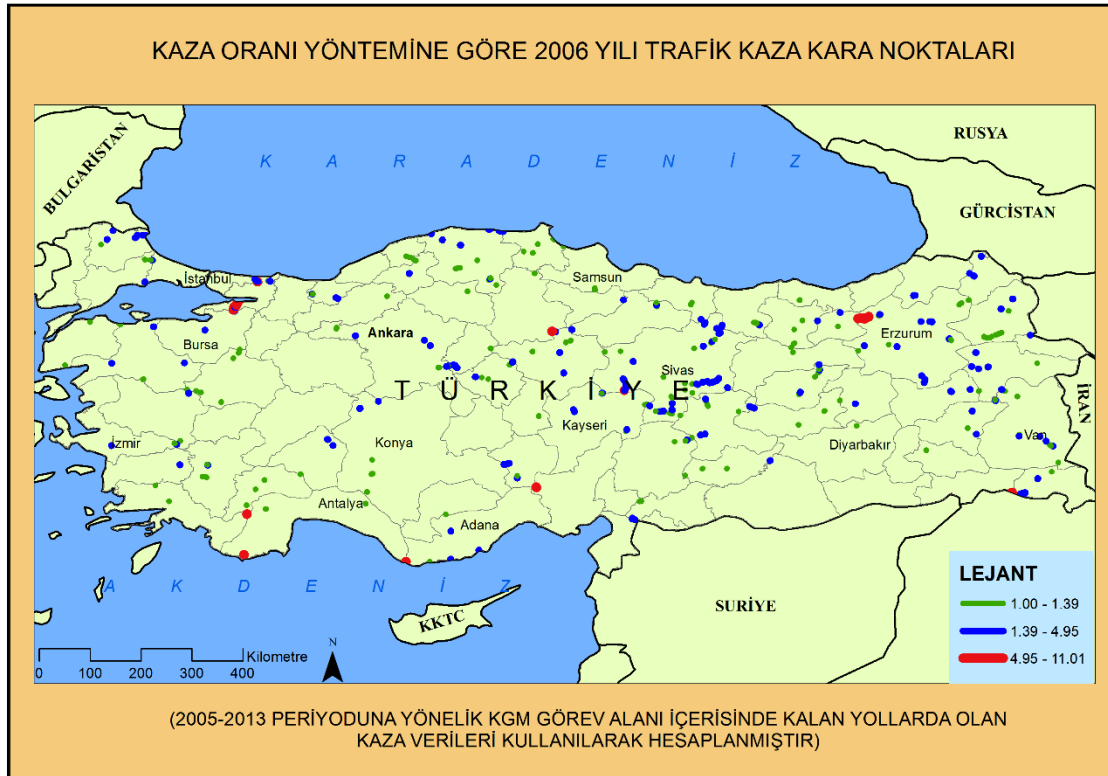 KAZA ORANI YÖNTEMİNE GÖRE 2006 YILI TRAFİK KAZA KARA NOKTALARI
BULGARİSTAN
K A R A D E N İ Z
RUSYA
GÜRCİSTAN
İstanbul
Samsun
Bursa
Ankara
Erzurum
Sivas
T Ü R K İ Y E
İRAN
Kayseri
İzmir
Konya
Diyarbakır
Van
Antalya
Adana
A K D E N İ Z
KKTC
SURİYE
LEJANT
1.00 - 1.39
1.39 - 4.95
4.95 - 11.01
N
Kilometre
0 100 200 300 400
(2005-2013 PERİYODUNA YÖNELİK KGM GÖREV ALANI İÇERİSİNDE KALAN YOLLARDA OLAN
KAZA VERİLERİ KULLANILARAK HESAPLANMIŞTIR)